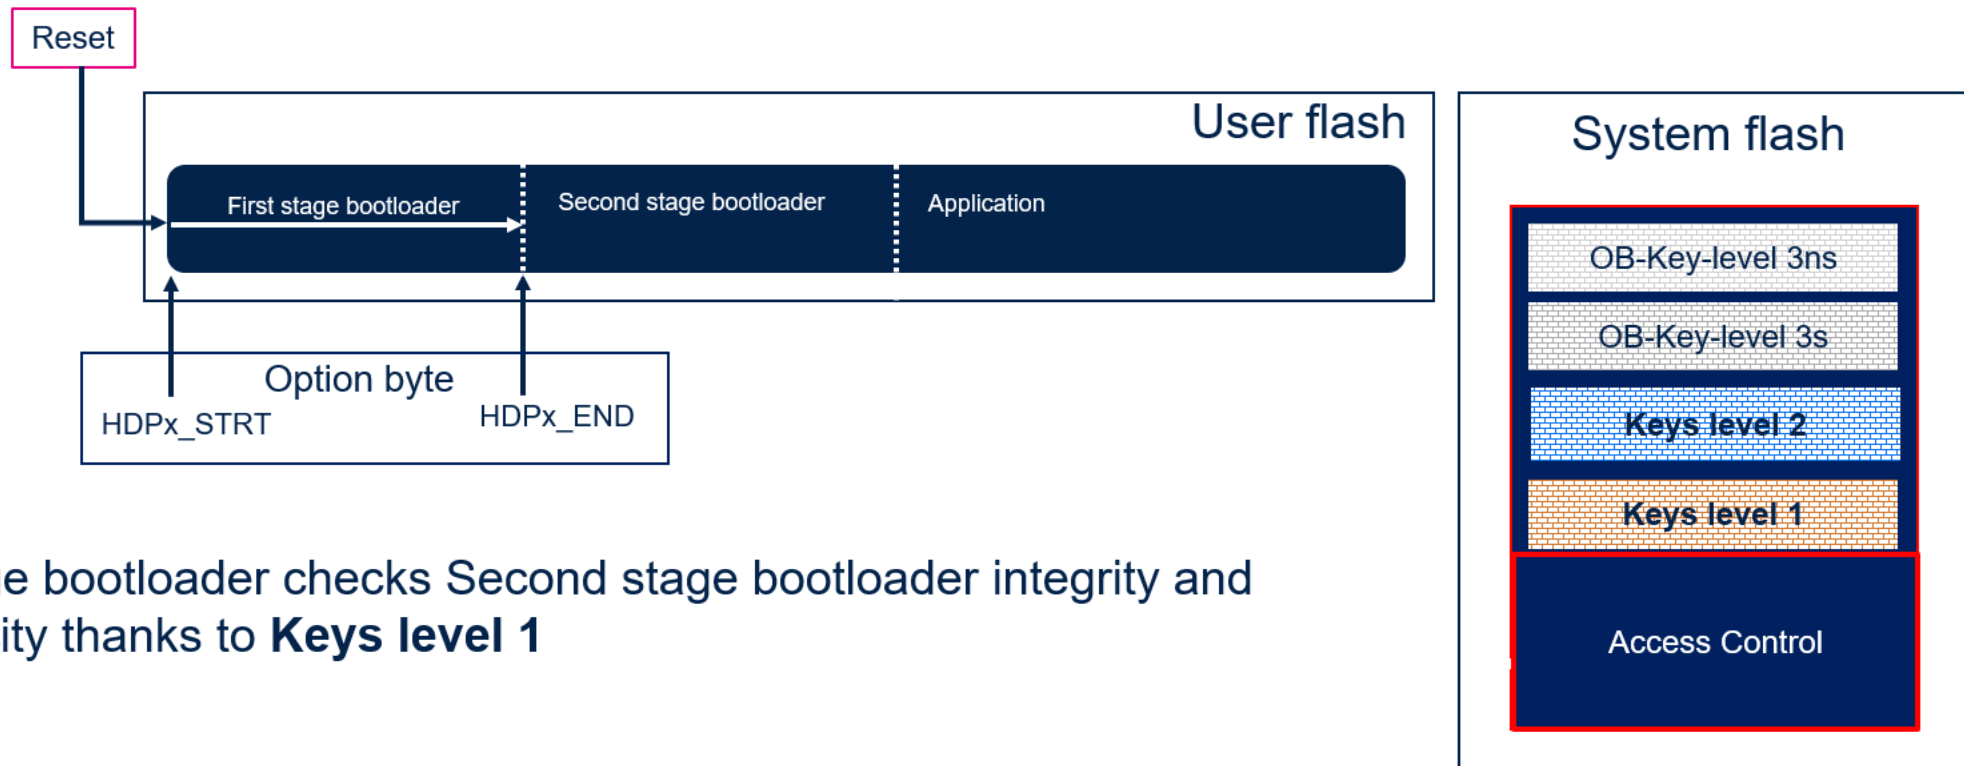 Reset
User flash
First stage bootloader
Second stage bootloader
Application
Option byte
HDPx_STRT
HDPx_END
System flash
OB-Key-level 3ns
OB-Key-level 3s
Keys level 2
Keys level 1
Access Control
bootloader checks Second stage bootloader integrity and
thanks to Keys level 1